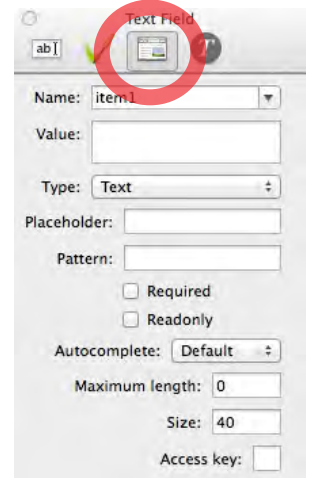 Text Field
ab
T
Name: item1
Value:
Type: Text
Placeholder:
Pattern:
Required
Readonly
Autocomplete: Default
Maximum length: 0
Size: 40
Access key: